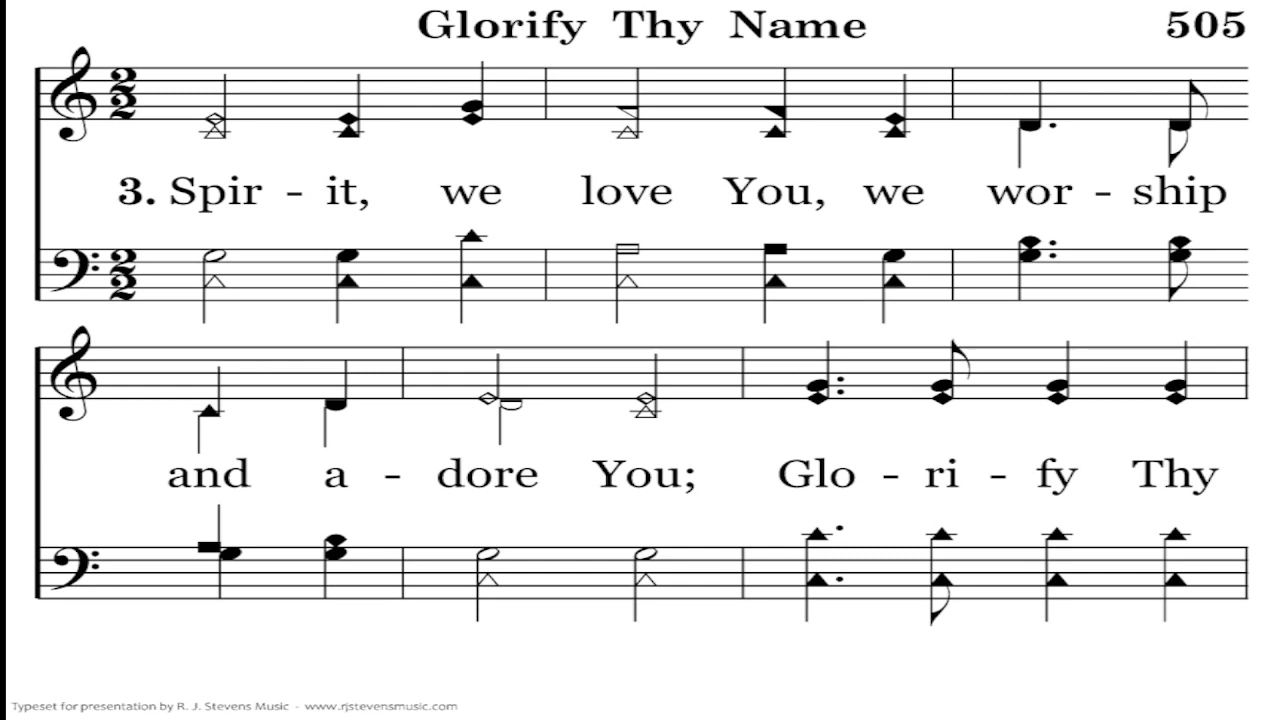 Glorify Thy Name 505
3. Spir - it, we love You, we wor - ship
and a - dore You; Glo - ri - fy Thy
Typeset for presentation by R. J. Stevens Music - www.rjstevensmusic.com